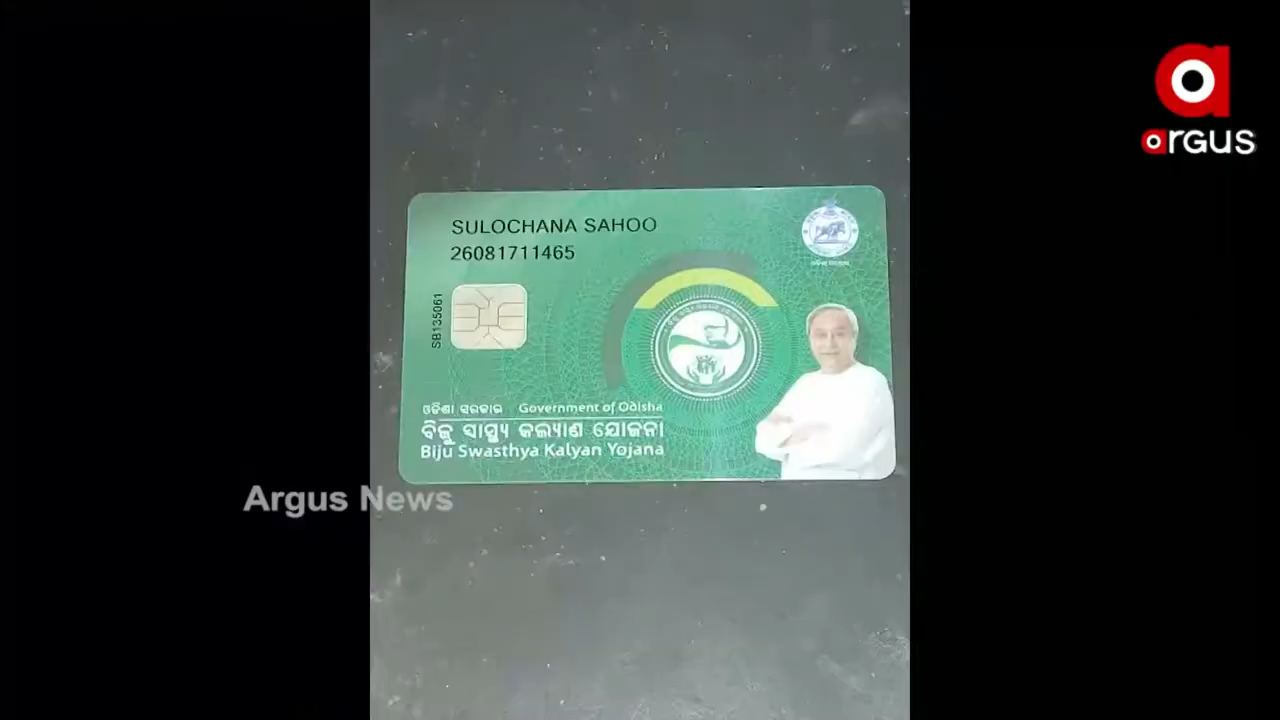 argus
SULOCHANA SAHOO
26081711465
SB135061
ଓଡିଶା ସରକାର Government of Odisha
ବିଜୁ ସ୍ୱାସ୍ଥ୍ୟ କଲ୍ୟାଣ ଯୋଜନା
Biju Swasthya Kalyan Yojana
Argus News